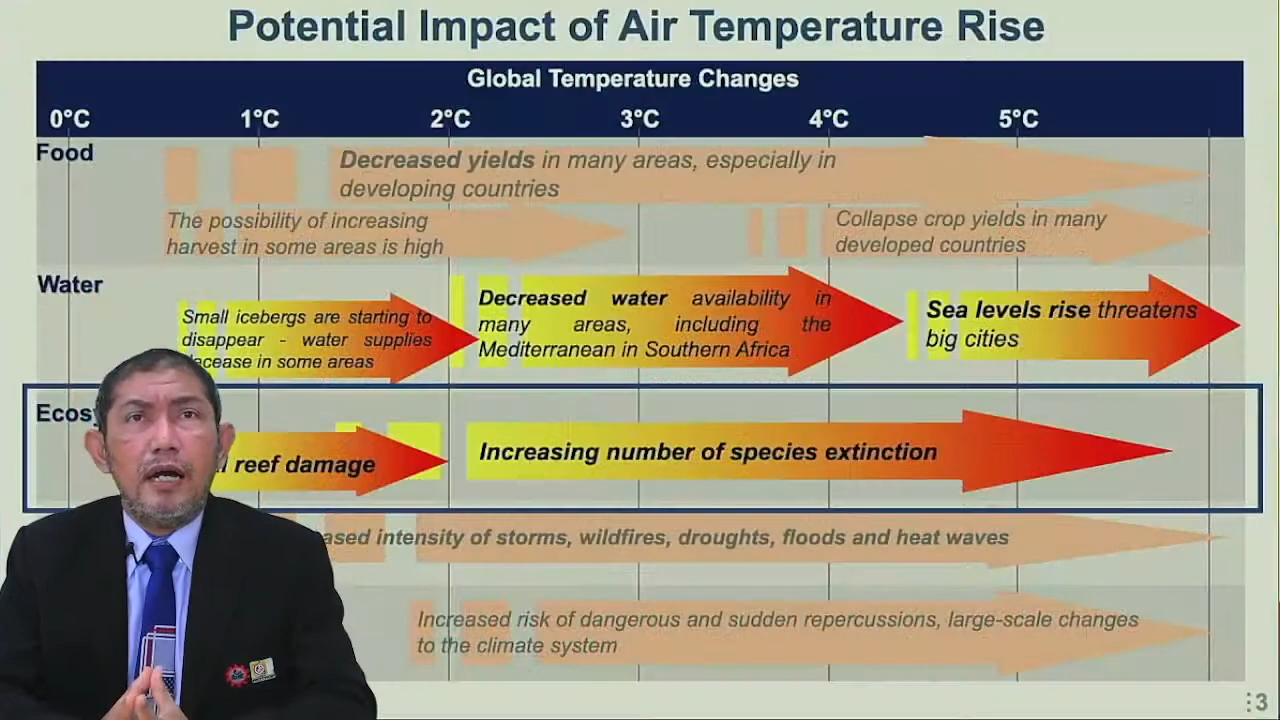 Potential Impact of Air Temperature Rise
Global Temperature Changes
0°C 1°C 2°C 3°C 4°C 5°C
Food
Decreased yields in many areas, especially in
developing countries
The possibility of increasing
harvest in some areas is high
Collapse crop yields in many
developed countries
Water
Small icebergs are starting to
disappear - water supplies
decease in some areas
Decreased water availability in
many areas, including the
Mediterranean in Southern Africa
Sea levels rise threatens
big cities
reef damage
Increasing number of species extinction
intensity of storms, wildfires, droughts, floods and heat waves
Increased risk of dangerous and sudden repercussions, large-scale changes
to the climate system
3